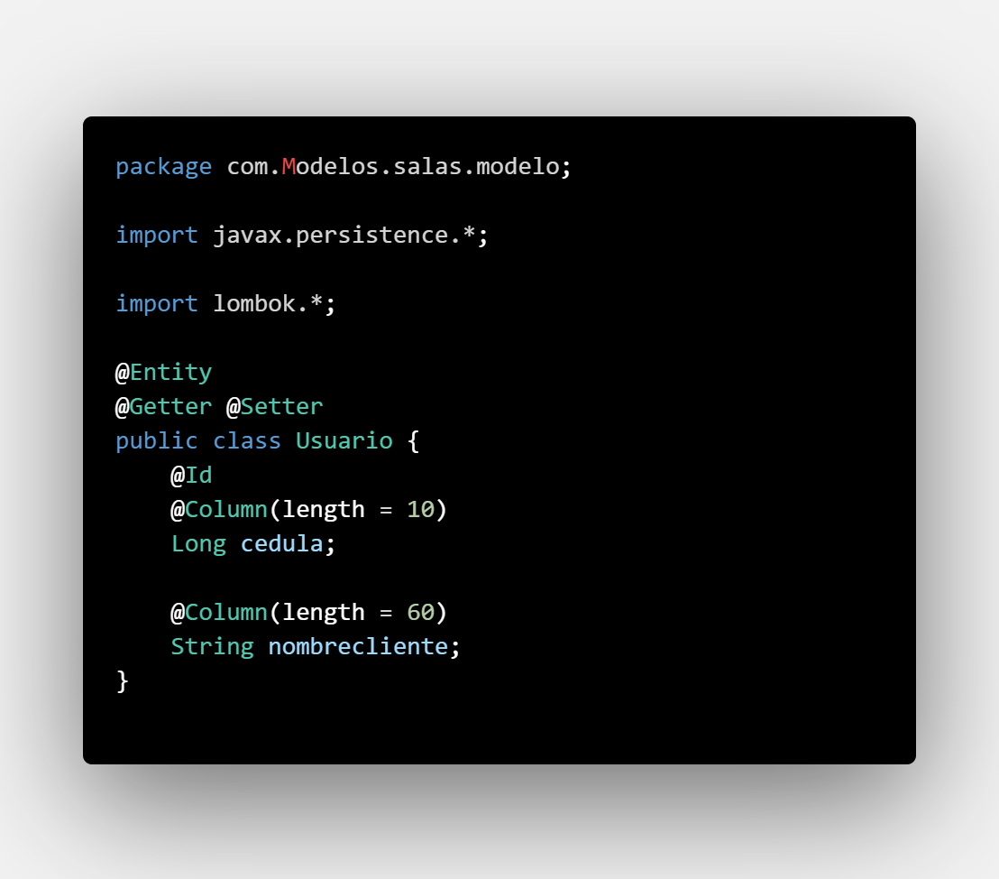 package com.Modelos.salas.modelo;
import javax.persistence.*;
import lombok.*;
@Entity
@Getter @Setter
public class Usuario {
    @Id
    @Column(length = 10)
    Long cedula;
    @Column(length = 60)
    String nombrecliente;
}